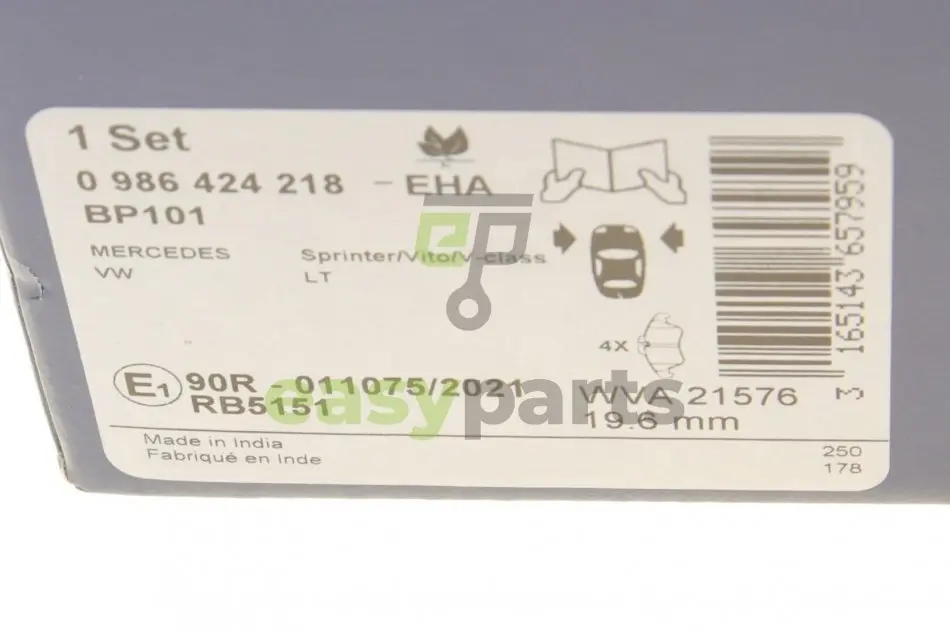 1 Set
0 986 424 218 - EHA
BP101
MERCEDES Sprinter/Vito/V-class
VW LT
4X
E1 90R - 011075/2021
RB5151
WVA 21576
19.6 mm
Made in India
Fabriqué en Inde
250
178
3 165143 657959
ep
easyparts